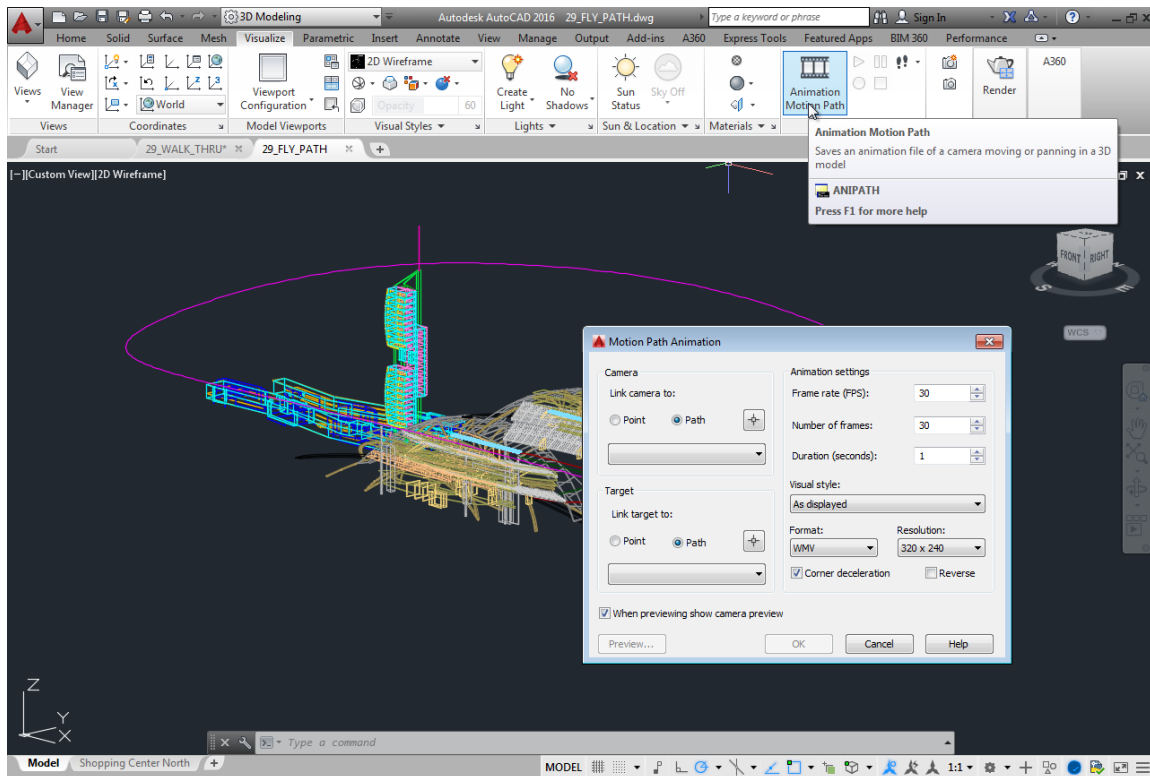 3D Modeling
Autodesk AutoCAD 2016 29_FLY_PATH.dwg
Type a keyword or phrase
Sign In
Home Solid Surface Mesh Visualize Parametric Insert Annotate View Manage Output Add-ins A360 Express Tools Featured Apps BIM 360 Performance
Views
View Manager
World
Viewport Configuration
2D Wireframe
Opacity 60
Create Light
No Shadows
Sun Status
Sky Off
Animation Motion Path
Render
A360
Views Coordinates Model Viewports Visual Styles Lights Sun & Location Materials
Start 29_WALK_THRU* 29_FLY_PATH
Animation Motion Path
Saves an animation file of a camera moving or panning in a 3D
model
ANIPATH
Press F1 for more help
[−][Custom View][2D Wireframe]
FRONT RIGHT
S E
WCS
Motion Path Animation
Camera
Link camera to:
Point Path
Target
Link target to:
Point Path
Animation settings
Frame rate (FPS): 30
Number of frames: 30
Duration (seconds): 1
Visual style:
As displayed
Format: Resolution:
WMV 320 x 240
Corner deceleration Reverse
When previewing show camera preview
Preview... OK Cancel Help
Z
Y
X
Type a command
Model Shopping Center North
MODEL 1:1